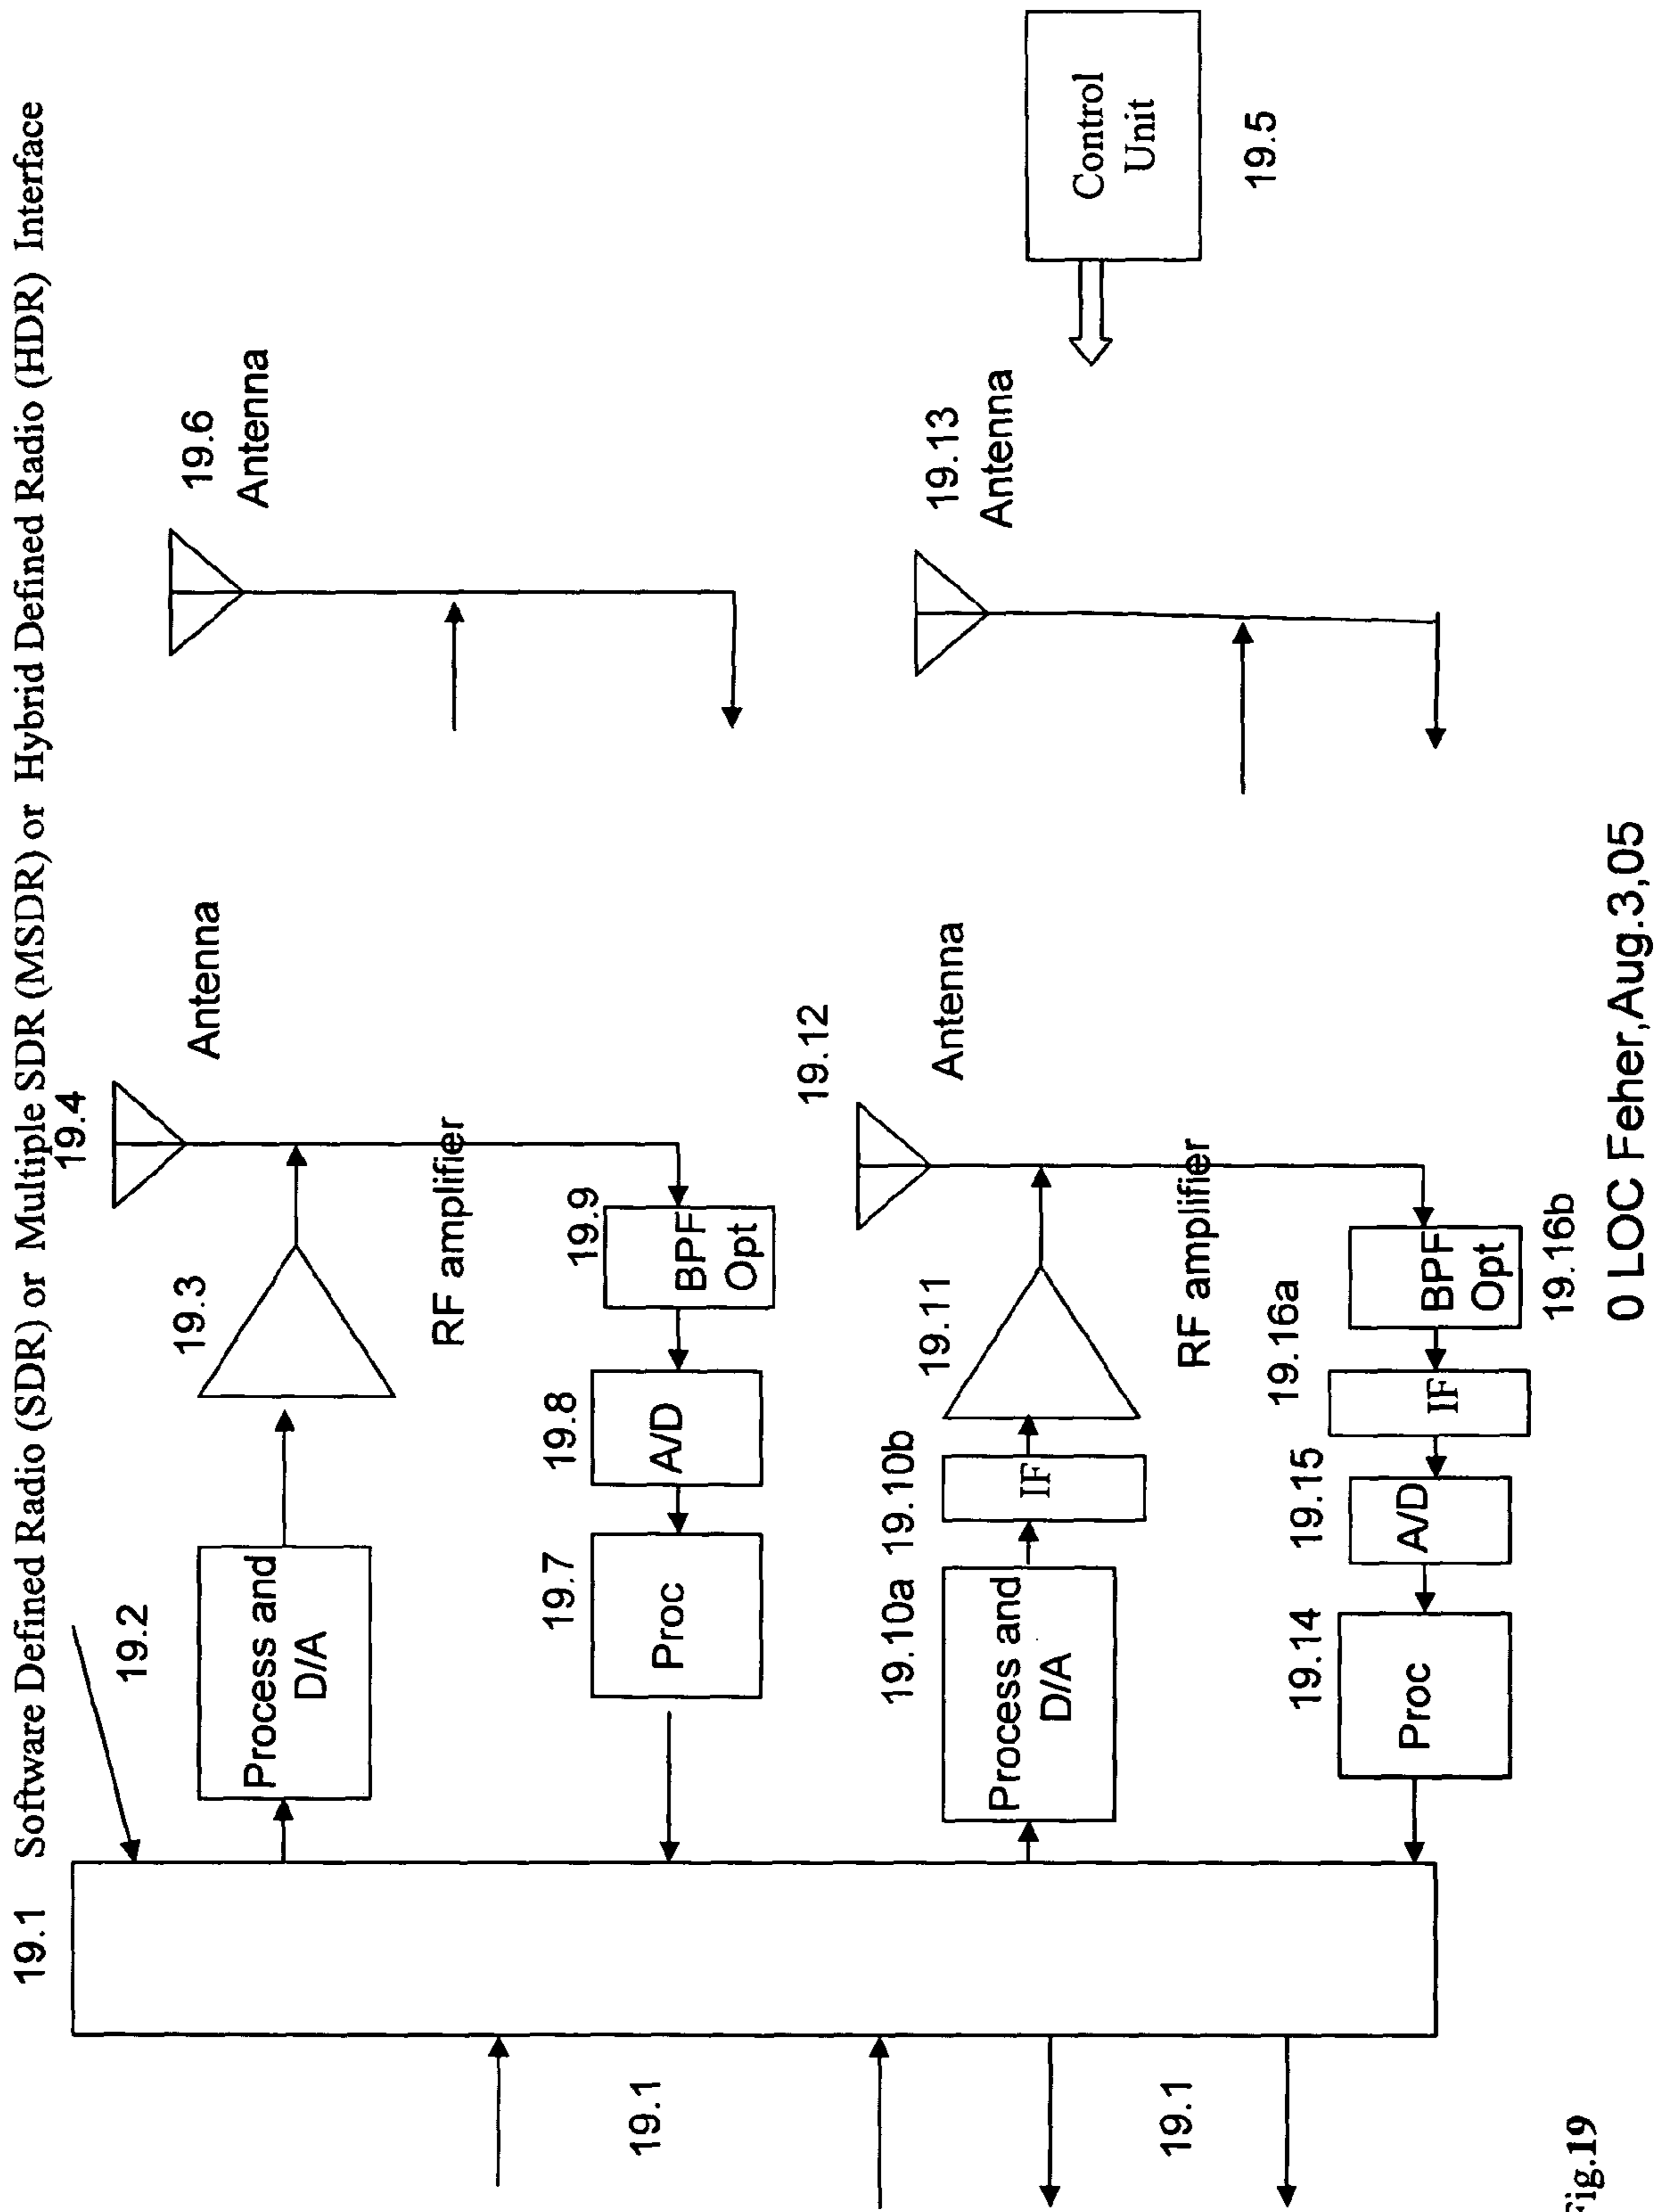 19.1 Software Defined Radio (SDR) or Multiple SDR (MSDR) or Hybrid Defined Radio (HDR) Interface
19.4
Antenna
19.6
Antenna
19.2
Process and
D/A
19.3
RF amplifier
19.7
Proc
19.8
A/D
19.9
BPF
Opt
19.1
19.12
Antenna
19.13
Antenna
Control
Unit
19.5
19.10a
19.10b
Process and
D/A
IF
19.11
RF amplifier
19.1
19.14
Proc
19.15
A/D
19.16a
IF
BPF
Opt
19.16b
Fig.19
0 LOC Feher,Aug.3,05